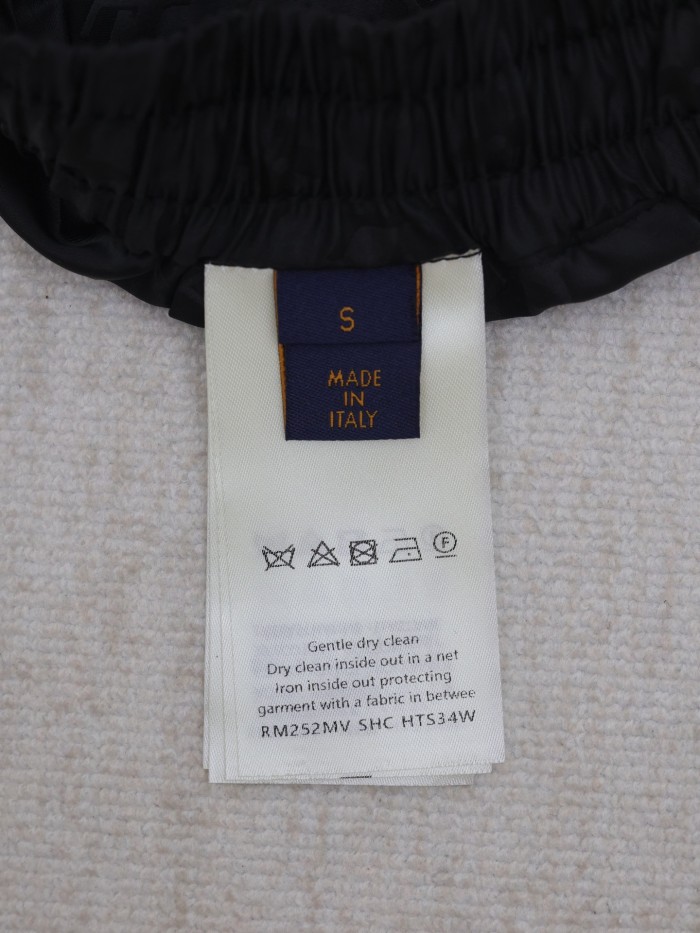 S
MADE
IN
ITALY
F
Gentle dry clean
Dry clean inside out in a net
Iron inside out protecting
garment with a fabric in betwee
RM252MV SHC HTS34W